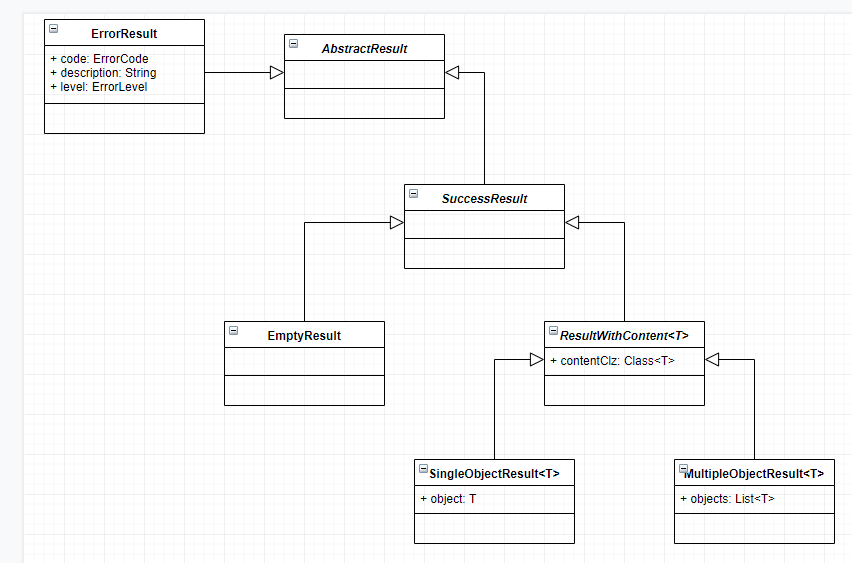 ErrorResult
+ code: ErrorCode
+ description: String
+ level: ErrorLevel
AbstractResult
SuccessResult
EmptyResult
ResultWithContent<T>
+ contentClz: Class<T>
SingleObjectResult<T>
+ object: T
MultipleObjectResult<T>
+ objects: List<T>